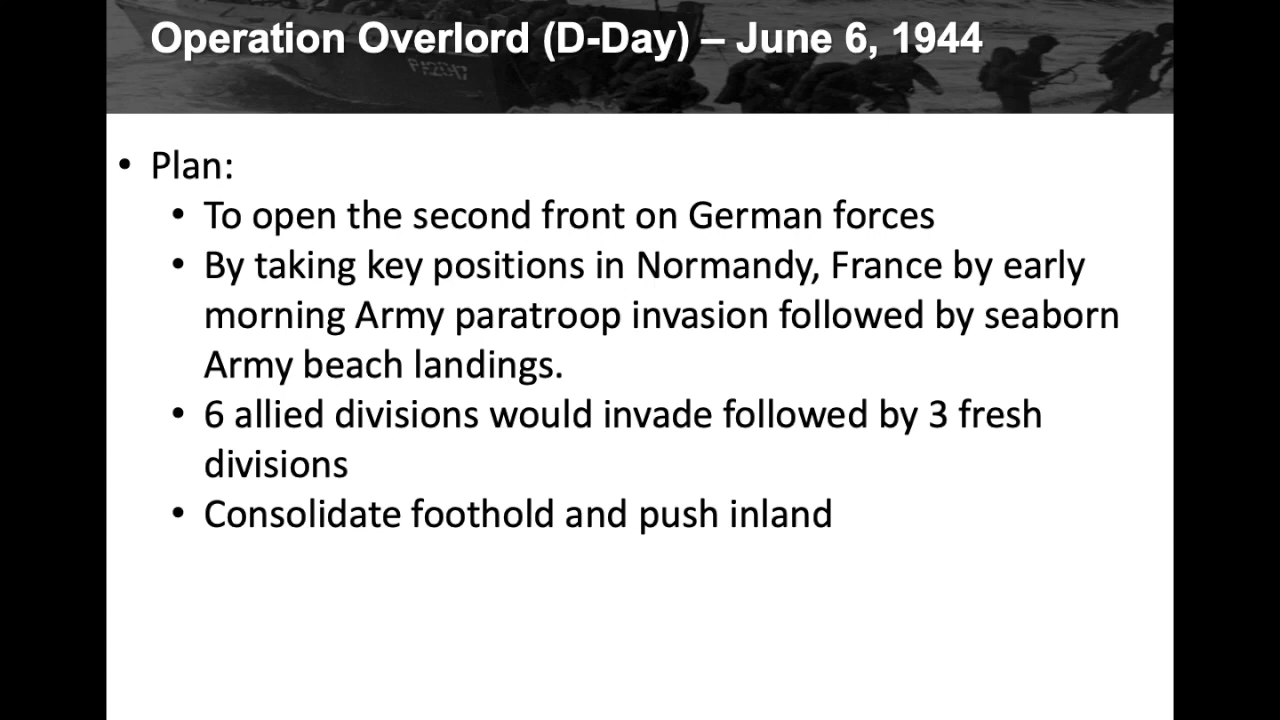 Operation Overlord (D-Day) – June 6, 1944
• Plan:
• To open the second front on German forces
• By taking key positions in Normandy, France by early
morning Army paratroop invasion followed by seaborn
Army beach landings.
• 6 allied divisions would invade followed by 3 fresh
divisions
• Consolidate foothold and push inland